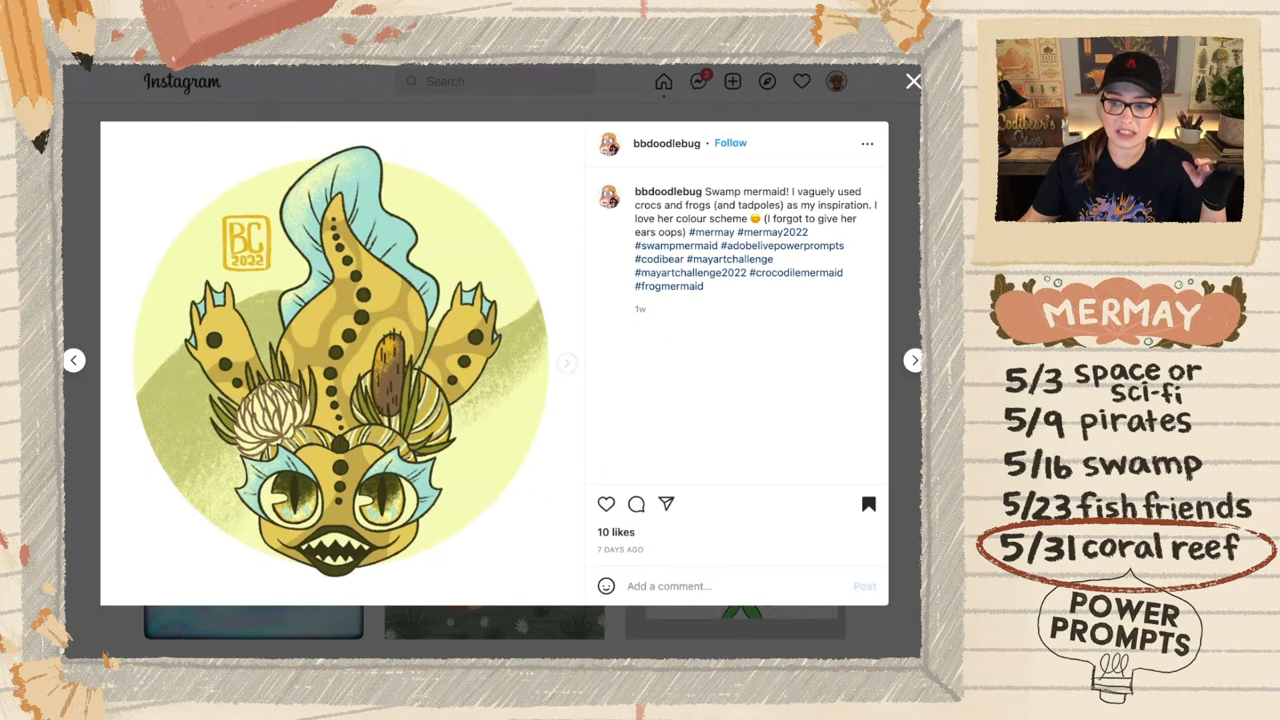 Instagram
Search
2
bbdoodlebug • Follow
bbdoodlebug Swamp mermaid! I vaguely used
crocs and frogs (and tadpoles) as my inspiration. I
love her colour scheme 😊 (I forgot to give her
ears oops) #mermay #mermay2022
#swampmermaid #adobelivepowerprompts
#codibear #mayartchallenge
#mayartchallenge2022 #crocodilemermaid
#frogmermaid
1w
10 likes
7 DAYS AGO
Add a comment...
Post
BC
2022
Codibear's
MERMAY
5/3 space or
sci-fi
5/9 pirates
5/16 swamp
5/23 fish friends
5/31 coral reef
POWER
PROMPTS